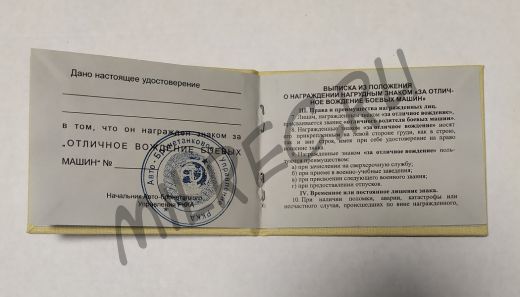 Дано настоящее удостоверение
в том, что он награжден знаком за
„ОТЛИЧНОЕ ВОЖДЕНИЕ БОЕВЫХ
МАШИН" №
Начальник Авто-Бронетанкового
Управления РККА
Авто-Бронетанковое Управление
РККА
ВЫПИСКА ИЗ ПОЛОЖЕНИЯ
О НАГРАЖДЕНИИ НАГРУДНЫМ ЗНАКОМ «ЗА ОТЛИЧ-
НОЕ ВОЖДЕНИЕ БОЕВЫХ МАШИН»
III. Права и преимущества награжденных лиц.
7. Лицам, награжденным знаком «за отличное вождение»,
присваивается звание «отличного водителя боевых машин».
8. Награжденные знаком «за отличное вождение» носят
его прикрепленным на левой стороне груди, как в строю,
и вне строя, имея при себе удостоверение на право
ношения.
9. Награжденные знаком «за отличное вождение» поль-
зуются преимуществом:
а) при зачислении на сверхсрочную службу;
б) при приеме в военно-учебные заведения;
в) при присвоении следующего военного звания;
г) при предоставлении отпусков.
IV. Временное или постоянное лишение знака.
10. При наличии поломки, аварии, катастрофы или
несчастного случая, происшедших по вине награжденного,